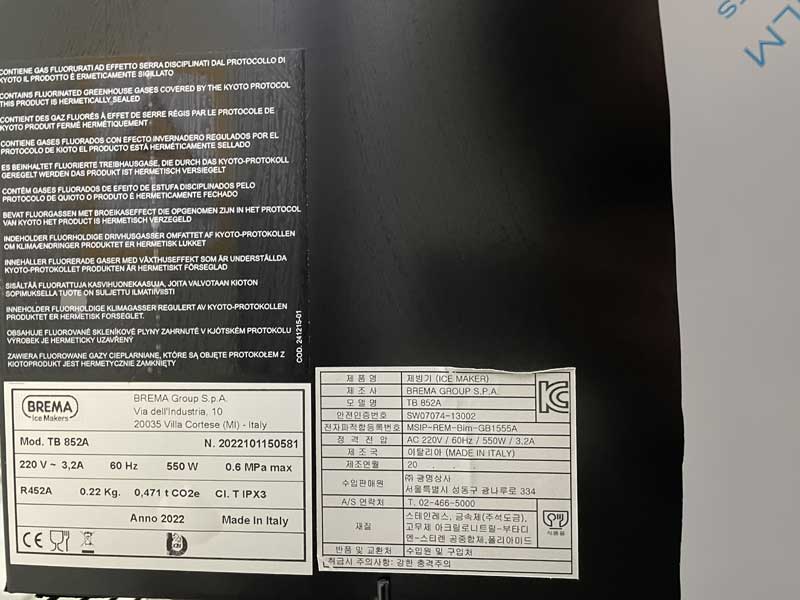 CONTIENE GAS FLUORURATI AD EFFETTO SERRA DISCIPLINATI DAL PROTOCOLLO DI
KYOTO IL PRODOTTO È ERMETICAMENTE SIGILLATO
CONTAINS FLUORINATED GREENHOUSE GASES COVERED BY THE KYOTO PROTOCOL
THIS PRODUCT IS HERMETICALLY SEALED
CONTIENT DES GAZ FLUORÉS À EFFET DE SERRE RÉGIS PAR LE PROTOCOLE DE
KYOTO PRODUIT FERMÉ HERMÉTIQUEMENT
CONTIENE GASES FLUORADOS CON EFECTO INVERNADERO REGULADOS POR EL
PROTOCOLO DE KIOTO EL PRODUCTO ESTÁ HERMÉTICAMENTE SELLADO
ES BEINHALTET FLUORIERTE TREIBHAUSGASE, DIE DURCH DAS KYOTO-PROTOKOLL
GEREGELT WERDEN DAS PRODUKT IST HERMETISCH VERSIEGELT
CONTÉM GASES FLUORADOS DE EFEITO DE ESTUFA DISCIPLINADOS PELO
PROTOCOLO DE QUIOTO O PRODUTO É HERMETICAMENTE FECHADO
BEVAT FLUORGASSEN MET BROEIKASEFFECT DIE OPGENOMEN ZIJN IN HET PROTOCOL
VAN KYOTO HET PRODUCT IS HERMETISCH VERZEGELD
INDEHOLDER FLUORHOLDIGE DRIVHUSGASSER OMFATTET AF KYOTO-PROTOKOLLEN
OM KLIMAÆNDRINGER PRODUKTET ER HERMETISK LUKKET
INNEHÅLLER FLUORERADE GASER MED VÄXTHUSEFFEKT SOM ÄR UNDERSTÄLLDA
KYOTO-PROTOKOLLET PRODUKTEN ÄR HERMETISKT FÖRSEGLAD
SISÄLTÄÄ FLUORATTUJA KASVIHUONEKAASUJA, JOITA VALVOTAAN KIOTON
SOPIMUKSELLA TUOTE ON SULJETTU ILMATIIVIISTI
INNEHOLDER FLUORHOLDIGE KLIMAGASSER REGULERT AV KYOTO-PROTOKOLLEN
PRODUKTET ER HERMETISK FORSEGLET.
OBSAHUJE FLUOROVANÉ SKLENÍKOVÉ PLYNY ZAHRNUTÉ V KJÓTSKÉM PROTOKOLU
VÝROBEK JE HERMETICKY UZAVŘENÝ
ZAWIERA FLUOROWANE GAZY CIEPLARNIANE, KTÓRE SĄ OBJĘTE PROTOKOŁEM Z
KIOTOPRODUKT JEST HERMETYCZNIE ZAMKNIĘTY
COD. 241215-01
BREMA
Ice Makers
BREMA Group S.p.A.
Via dell'Industria, 10
20035 Villa Cortese (MI) - Italy
Mod. TB 852A N. 2022101150581
220 V ~ 3,2A 60 Hz 550 W 0.6 MPa max
R452A 0.22 Kg. 0,471 t CO2e Cl. T IPX3
Anno 2022 Made in Italy
CE
제 품 명 제빙기 (ICE MAKER)
제 조 사 BREMA GROUP S.P.A.
모 델 명 TB 852A
안전인증번호 SW07074-13002
전자파적합등록번호 MSIP-REM-Bim-GB1555A
정 격 전 압 AC 220V / 60Hz / 550W / 3.2A
제 조 국 이탈리아 (MADE IN ITALY)
제조연월 20
수입판매원 ㈜ 광명상사
서울특별시 성동구 광나루로 334
A/S 연락처 T. 02-466-5000
재질 스테인레스, 금속제(주석도금),
고무제 아크릴로니트릴-부타디
엔-스타렌 공중합체,폴리아미드
식품용
반품 및 교환처 수입원 및 구입처
취급시 주의사항: 강한 충격주의